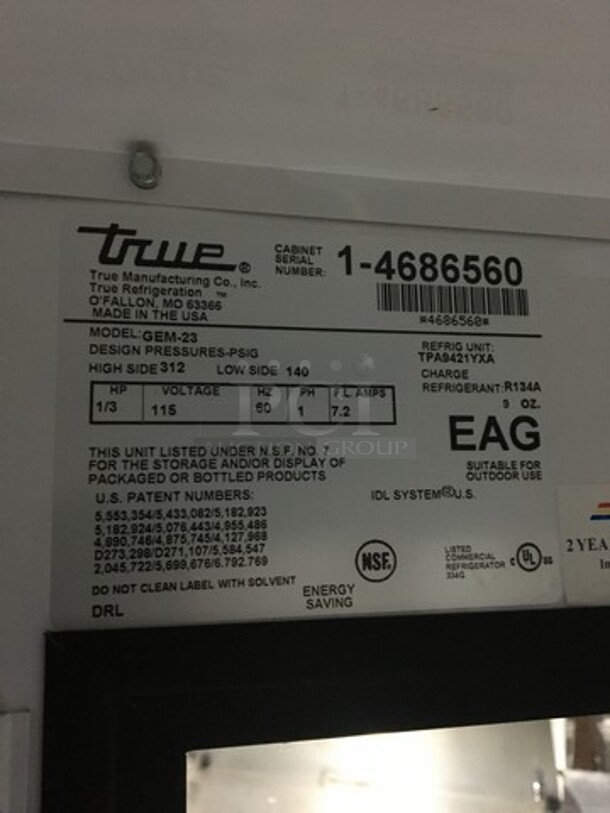 true®
True Manufacturing Co., Inc.
True Refrigeration ™
O'FALLON, MO 63366
MADE IN THE USA
CABINET SERIAL NUMBER: 1-4686560
*4686560*
MODEL: GEM-23
DESIGN PRESSURES-PSIG
HIGH SIDE 312 LOW SIDE 140
REFRIG UNIT:
TPA9421YXA
CHARGE
REFRIGERANT: R134A
9 OZ.
HP VOLTAGE HZ PH F.L. AMPS
1/3 115 60 1 7.2
PCI
AUCTION GROUP
EAG
SUITABLE FOR
OUTDOOR USE
THIS UNIT LISTED UNDER N.S.F. NO. 7
FOR THE STORAGE AND/OR DISPLAY OF
PACKAGED OR BOTTLED PRODUCTS
U.S. PATENT NUMBERS:
5,553,354/5,433,082/5,182,923
5,182,924/5,076,443/4,955,486
4,890,746/4,875,745/4,127,968
D273,298/D271,107/5,584,547
2,045,722/5,699,676/6.792.769
IDL SYSTEM® U.S.
DO NOT CLEAN LABEL WITH SOLVENT
DRL
ENERGY
SAVING
NSF®
LISTED
COMMERCIAL
REFRIGERATOR
334G
C UL® US
2 YEA